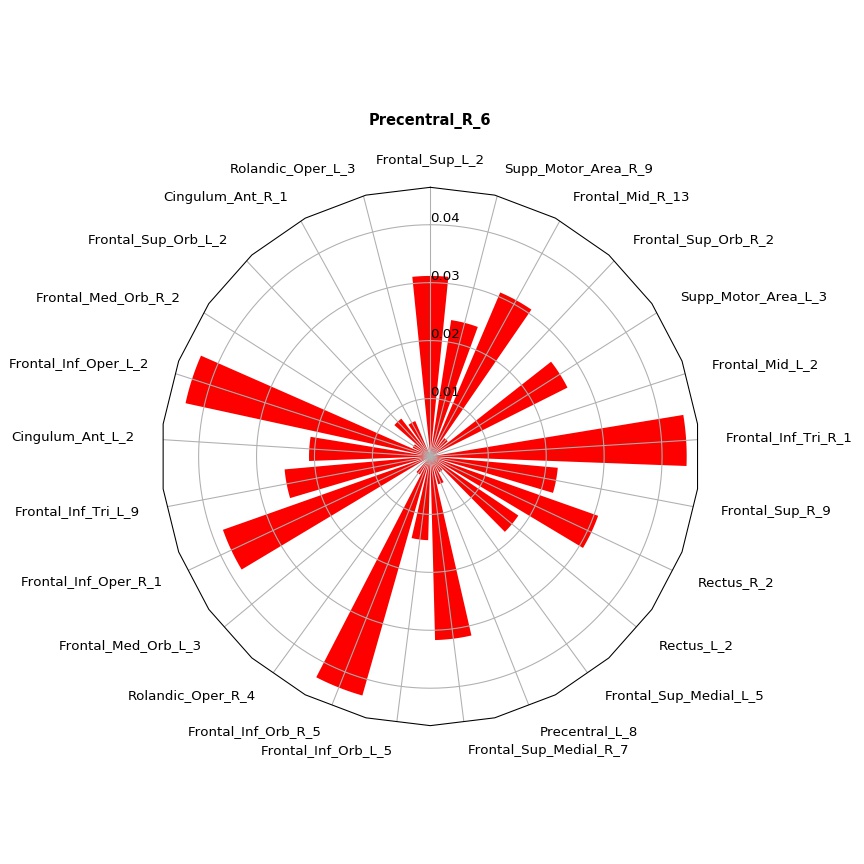 Precentral_R_6
Frontal_Sup_L_2
Rolandic_Oper_L_3
Supp_Motor_Area_R_9
Cingulum_Ant_R_1
Frontal_Mid_R_13
0.04
Frontal_Sup_Orb_L_2
Frontal_Sup_Orb_R_2
0.03
Frontal_Med_Orb_R_2
Supp_Motor_Area_L_3
0.02
Frontal_Inf_Oper_L_2
Frontal_Mid_L_2
0.01
Cingulum_Ant_L_2
Frontal_Inf_Tri_R_1
Frontal_Inf_Tri_L_9
Frontal_Sup_R_9
Frontal_Inf_Oper_R_1
Rectus_R_2
Frontal_Med_Orb_L_3
Rectus_L_2
Rolandic_Oper_R_4
Frontal_Sup_Medial_L_5
Frontal_Inf_Orb_R_5
Precentral_L_8
Frontal_Inf_Orb_L_5
Frontal_Sup_Medial_R_7